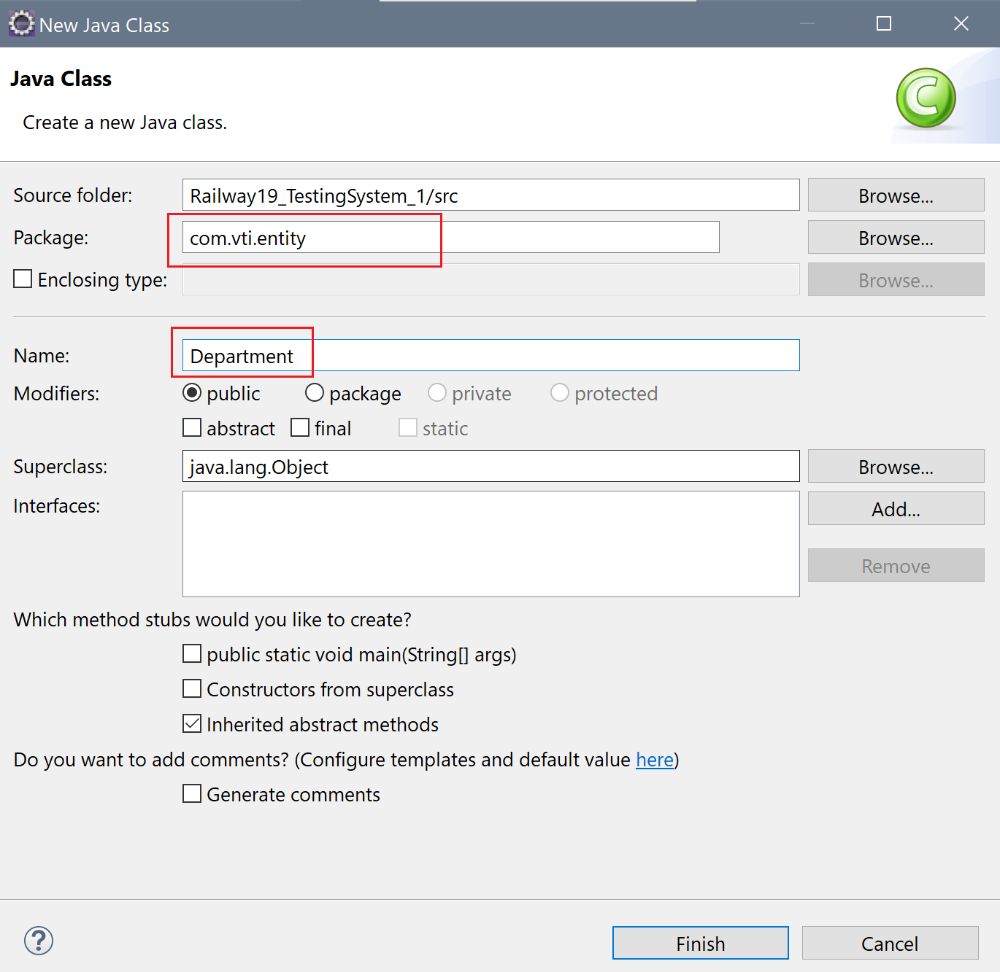 New Java Class
Java Class
Create a new Java class.
Source folder: Railway19_TestingSystem_1/src Browse...
Package: com.vti.entity Browse...
Enclosing type: Browse...
Name: Department
Modifiers: public package private protected
abstract final static
Superclass: java.lang.Object Browse...
Interfaces: Add...
Remove
Which method stubs would you like to create?
public static void main(String[] args)
Constructors from superclass
Inherited abstract methods
Do you want to add comments? (Configure templates and default value here)
Generate comments
? Finish Cancel